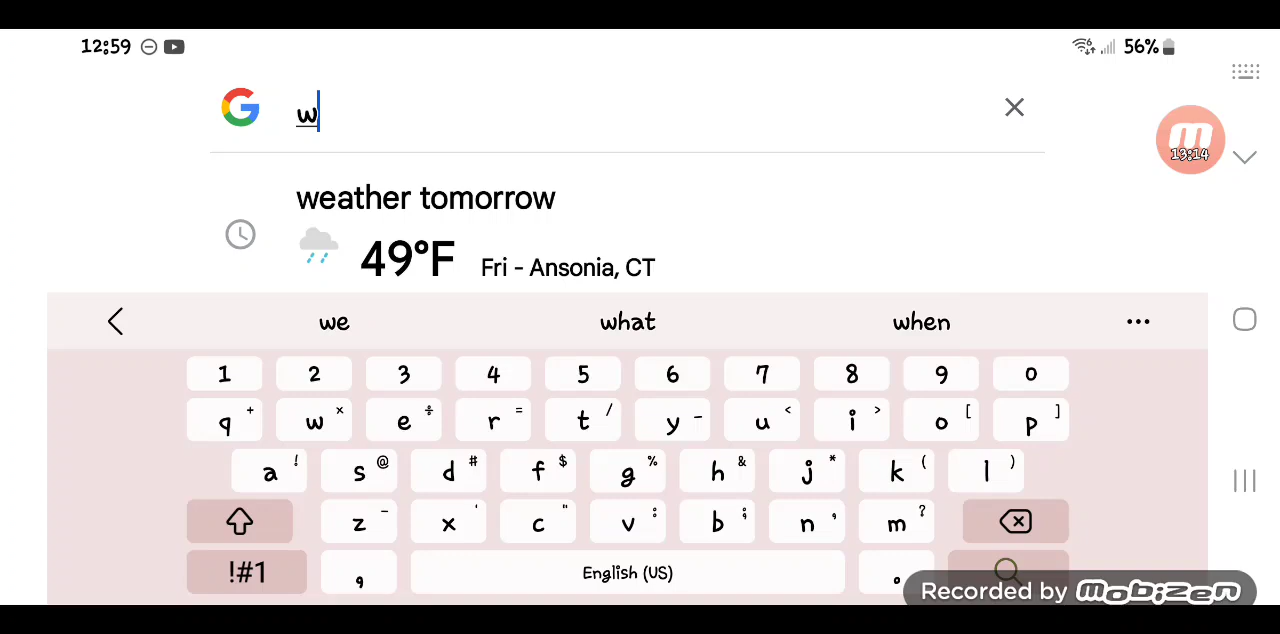 12:59 56%
w
13:14
weather tomorrow
49°F Fri - Ansonia, CT
we what when ...
1 2 3 4 5 6 7 8 9 0
q + w × e ÷ r = t / y - u < i > o [ p ]
a ! s @ d # f $ g % h & j * k ( l )
z - x ' c " v : b ; n , m ?
!#1 , English (US) .
Recorded by mobizen